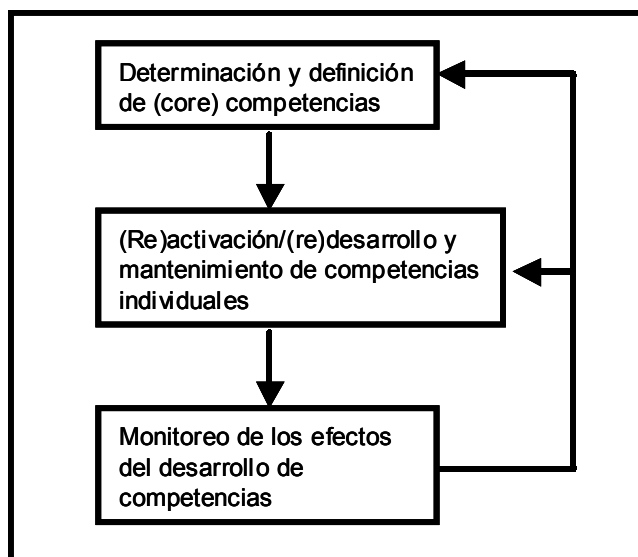 Determinación y definición
de (core) competencias
(Re)activación/(re)desarrollo y
mantenimiento de competencias
individuales
Monitoreo de los efectos
del desarrollo de
competencias